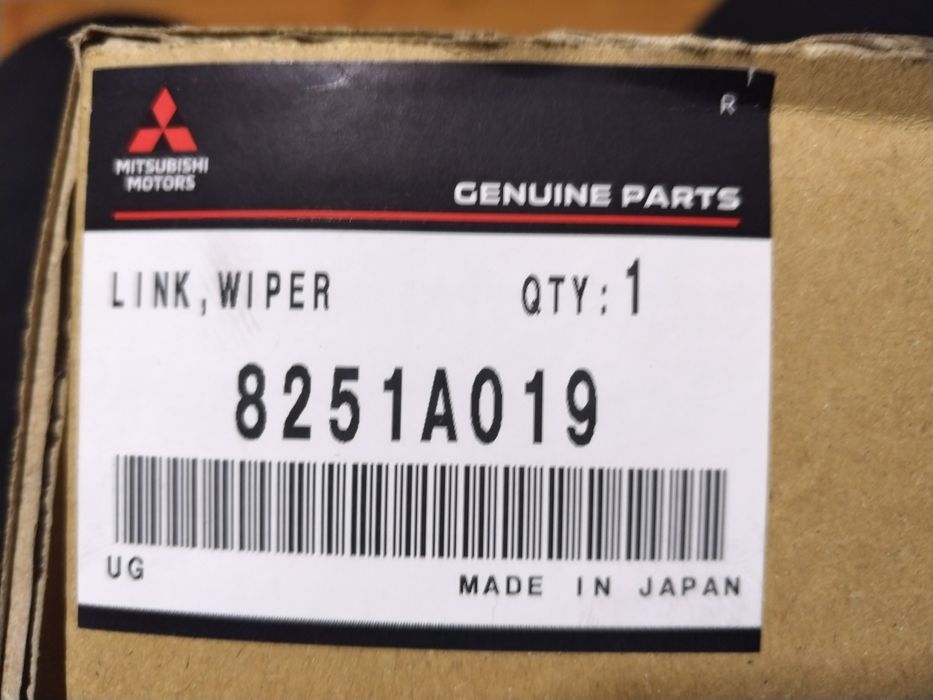 R
MITSUBISHI
MOTORS
GENUINE PARTS
LINK,WIPER QTY:1
8251A019
UG
MADE IN JAPAN